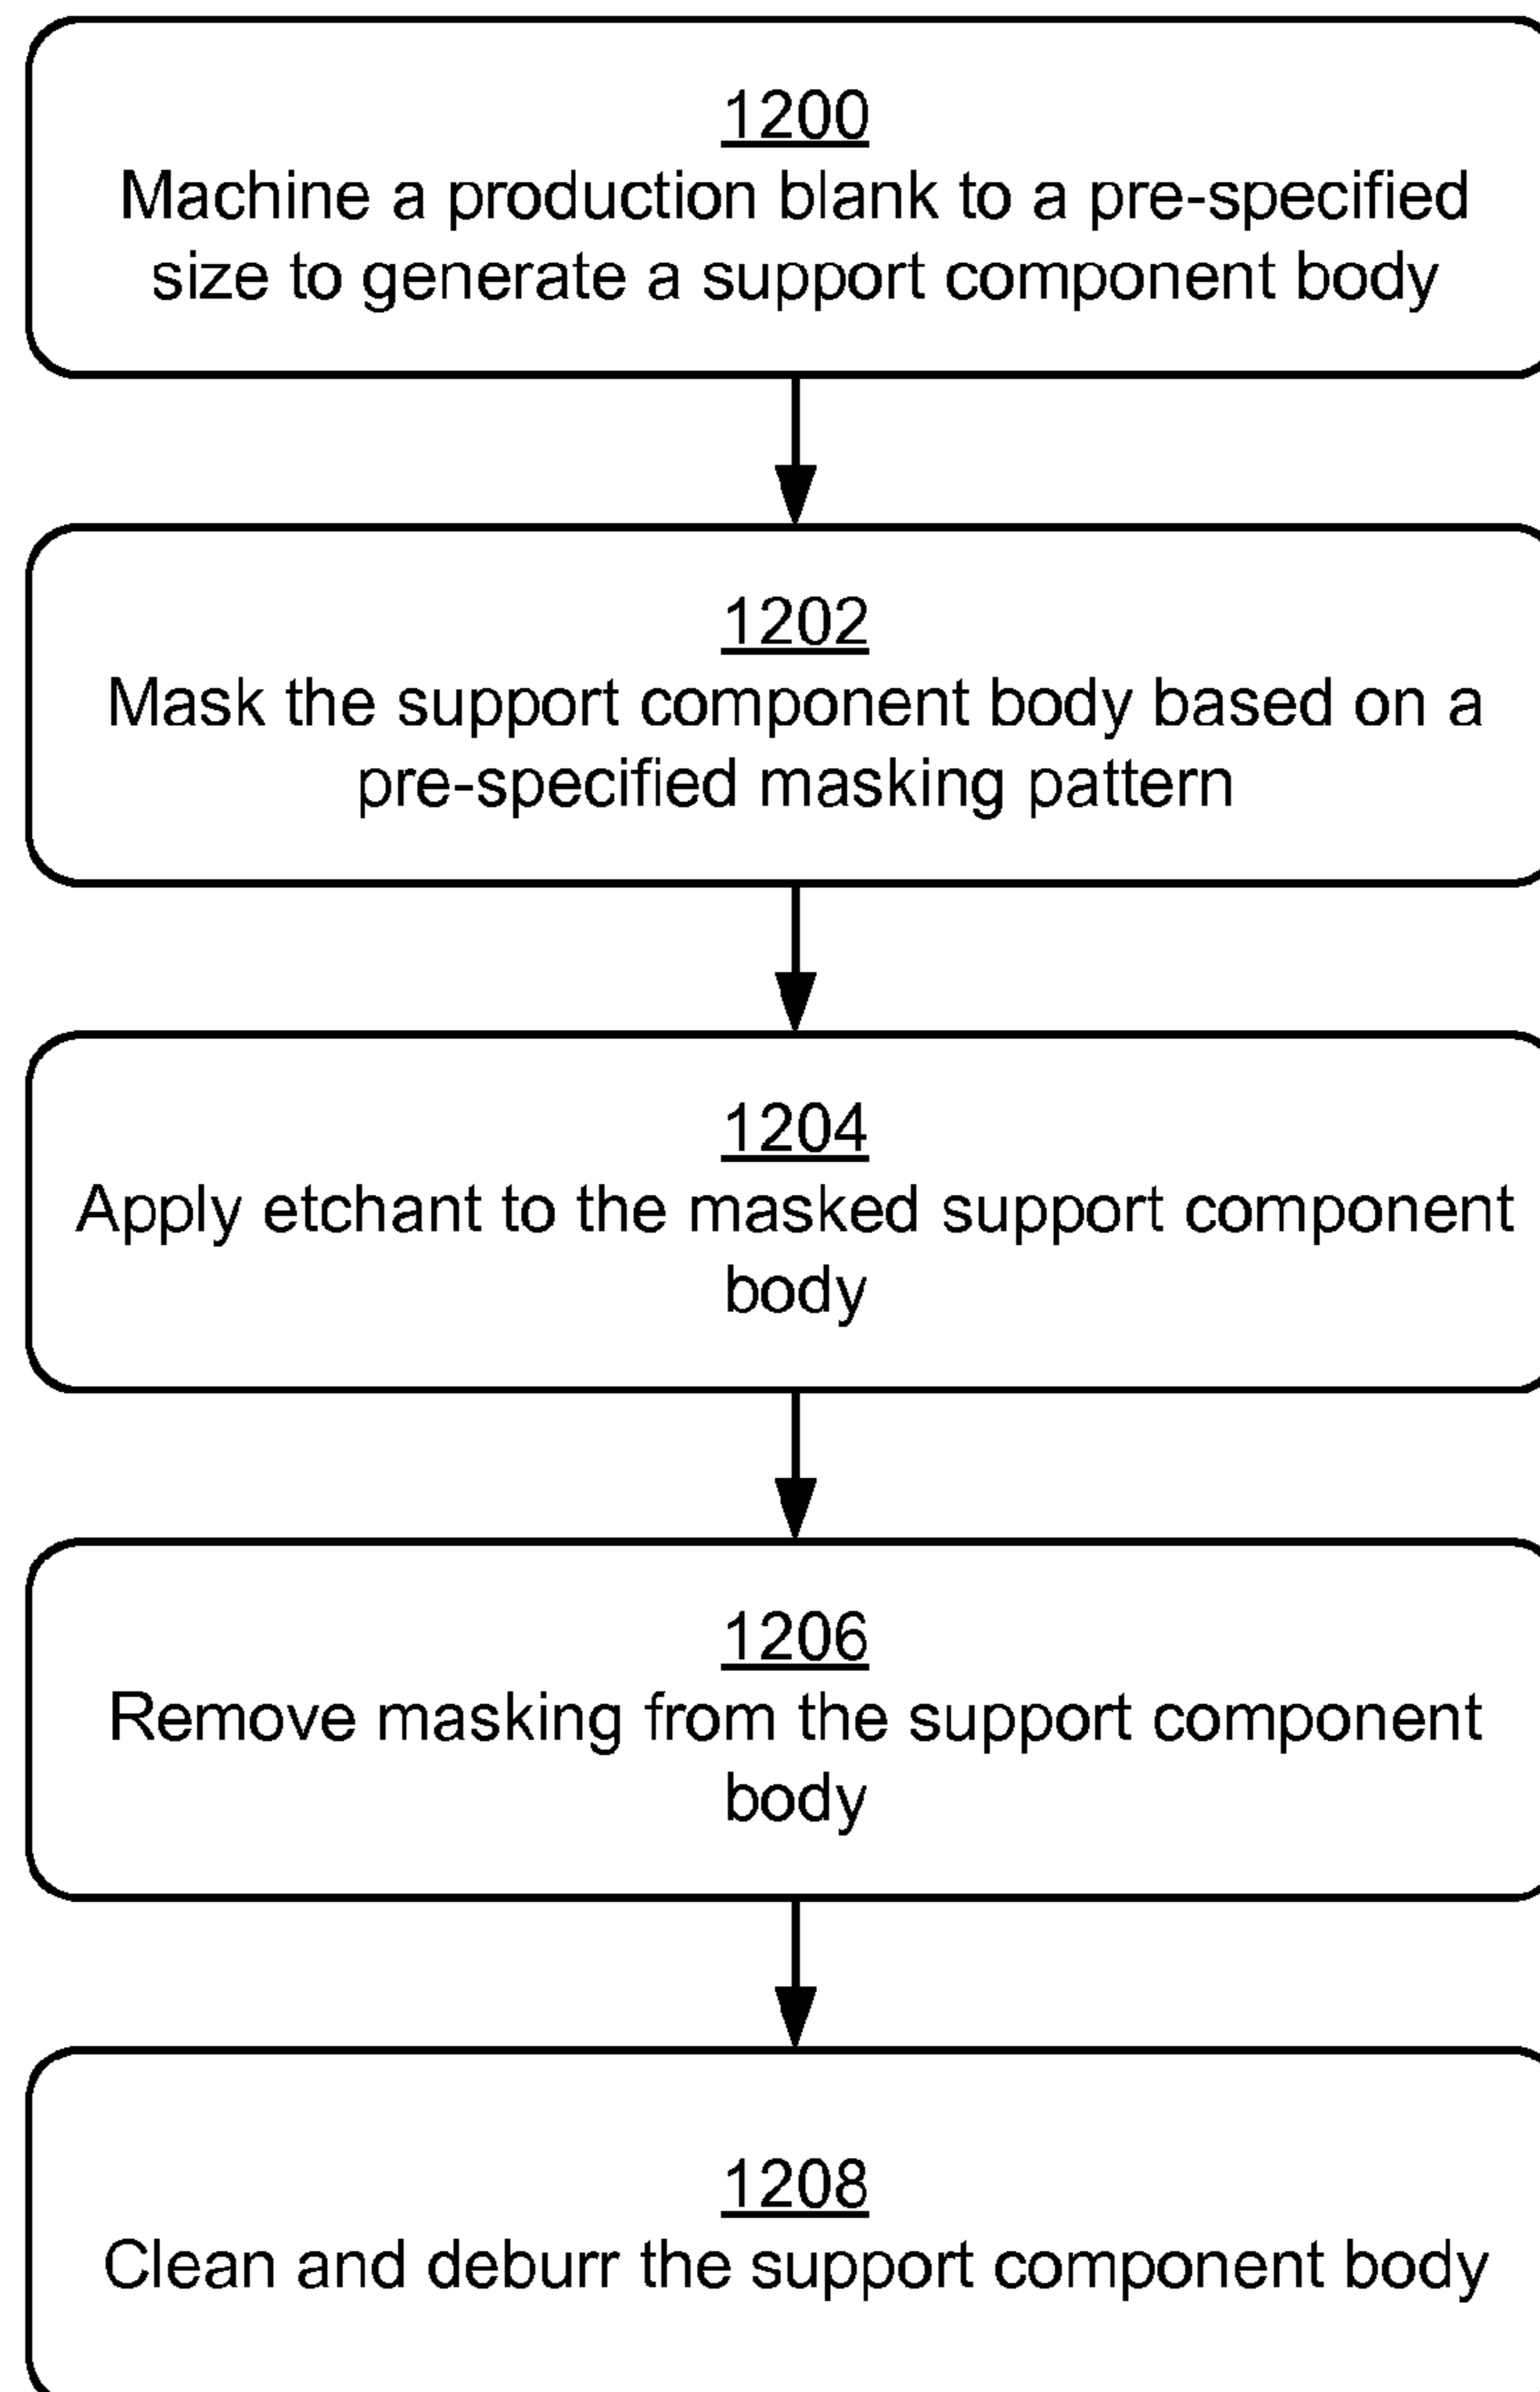 1200
Machine a production blank to a pre-specified
size to generate a support component body
1202
Mask the support component body based on a
pre-specified masking pattern
1204
Apply etchant to the masked support component
body
1206
Remove masking from the support component
body
1208
Clean and deburr the support component body